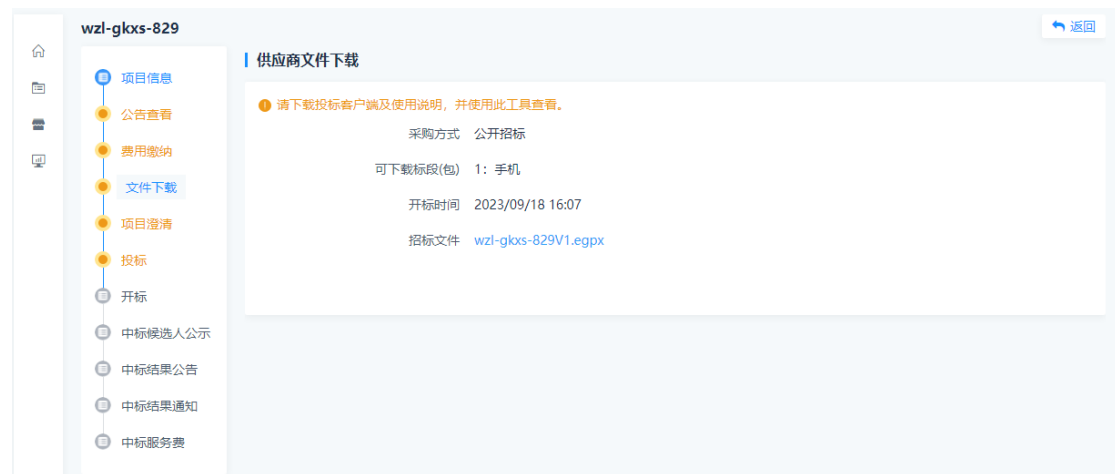 wzl-gkxs-829
返回
项目信息
公告查看
费用缴纳
文件下载
项目澄清
投标
开标
中标候选人公示
中标结果公告
中标结果通知
中标服务费
供应商文件下载
请下载投标客户端及使用说明，并使用此工具查看。
采购方式 公开招标
可下载标段(包) 1：手机
开标时间 2023/09/18 16:07
招标文件 wzl-gkxs-829V1.egpx